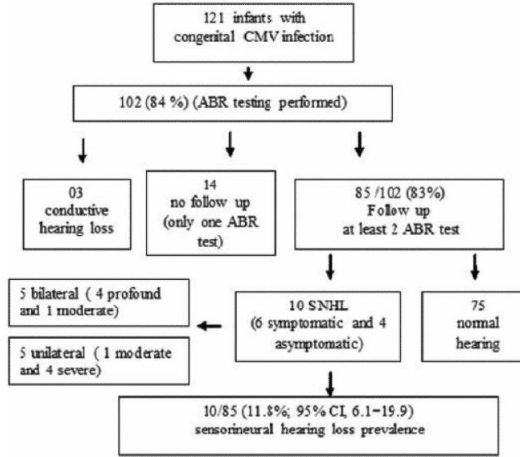 121 infants with
congenital CMV infection
102 (84 %) (ABR testing performed)
03
conductive
hearing loss
14
no follow up
(only one ABR
test)
85 /102 (83%)
Follow up
at least 2 ABR test
5 bilateral ( 4 profound
and 1 moderate)
5 unilateral ( 1 moderate
and 4 severe)
10 SNHL
(6 symptomatic and 4
asymptomatic)
75
normal
hearing
10/85 (11.8%; 95% CI, 6.1-19.9)
sensorineural hearing loss prevalence